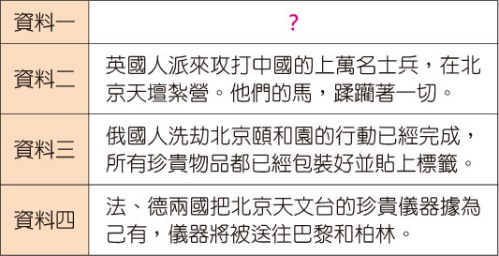 資料一
?
資料二
英國人派來攻打中國的上萬名士兵，在北
京天壇紮營。他們的馬，蹂躪著一切。
資料三
俄國人洗劫北京頤和園的行動已經完成，
所有珍貴物品都已經包裝好並貼上標籤。
資料四
法、德兩國把北京天文台的珍貴儀器據為
己有，儀器將被送往巴黎和柏林。